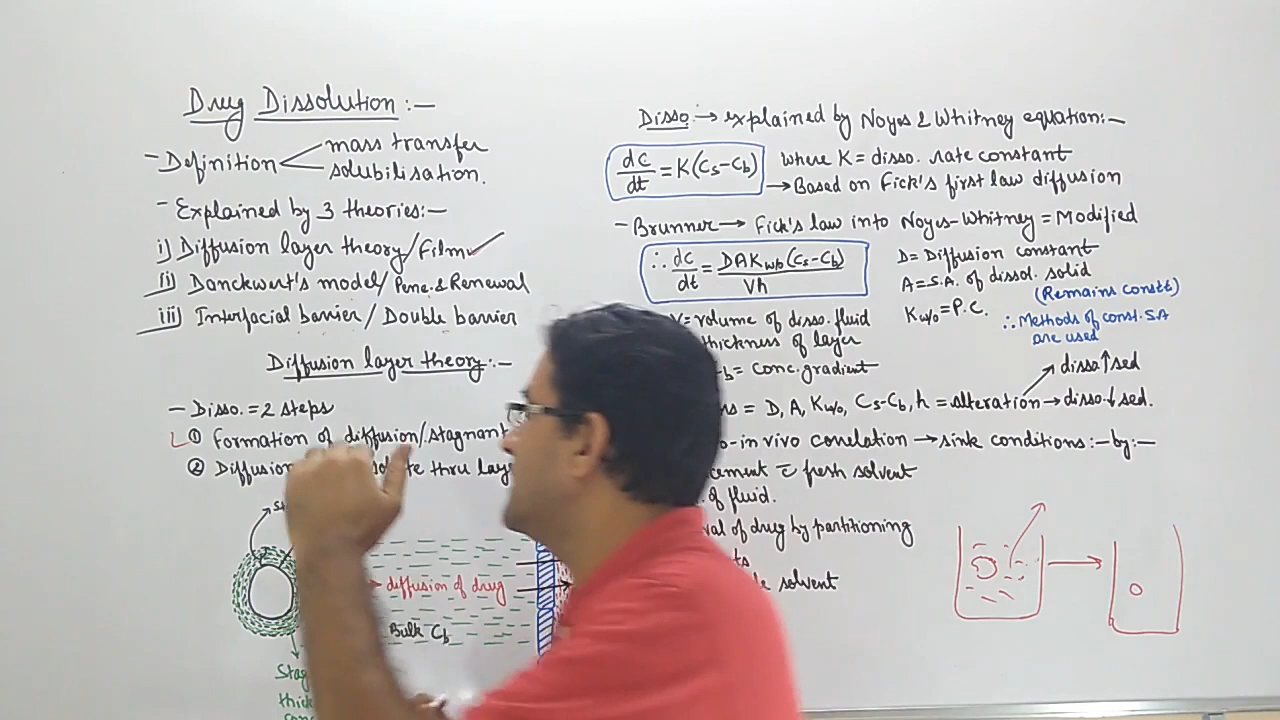 Drug Dissolution:-
- Definition
mass transfer
solubilisation.
- Explained by 3 theories:-
i) Diffusion layer theory/Film
ii) Danckwert's model/Pene. & Renewal
iii) Interfacial barrier/Double barrier
Diffusion layer theory:-
- Disso. = 2 steps
① Formation of diffusion/stagnant
② Diffusion thru
diffusion of drug
Bulk Cb
Disso. → explained by Noyes & Whitney equation:-
dc/dt = K(Cs-Cb)
where K = disso. rate constant
→ Based on Fick's first law diffusion
- Brunner → Fick's law into Noyes-Whitney = Modified
∴ dc/dt = DAKw/o(Cs-Cb)/Vh
D = Diffusion constant
A = S.A. of dissol. solid
(Remains constt)
Kw/o = P.C.
∴ Methods of const. SA
are used
= volume of disso. fluid
thickness of layer
= conc. gradient
disso↑sed
= D, A, Kw/o, Cs-Cb, h = alteration → disso↓sed.
in vivo correlation → sink conditions:- by:-
fresh solvent
of fluid.
of drug by partitioning
solvent